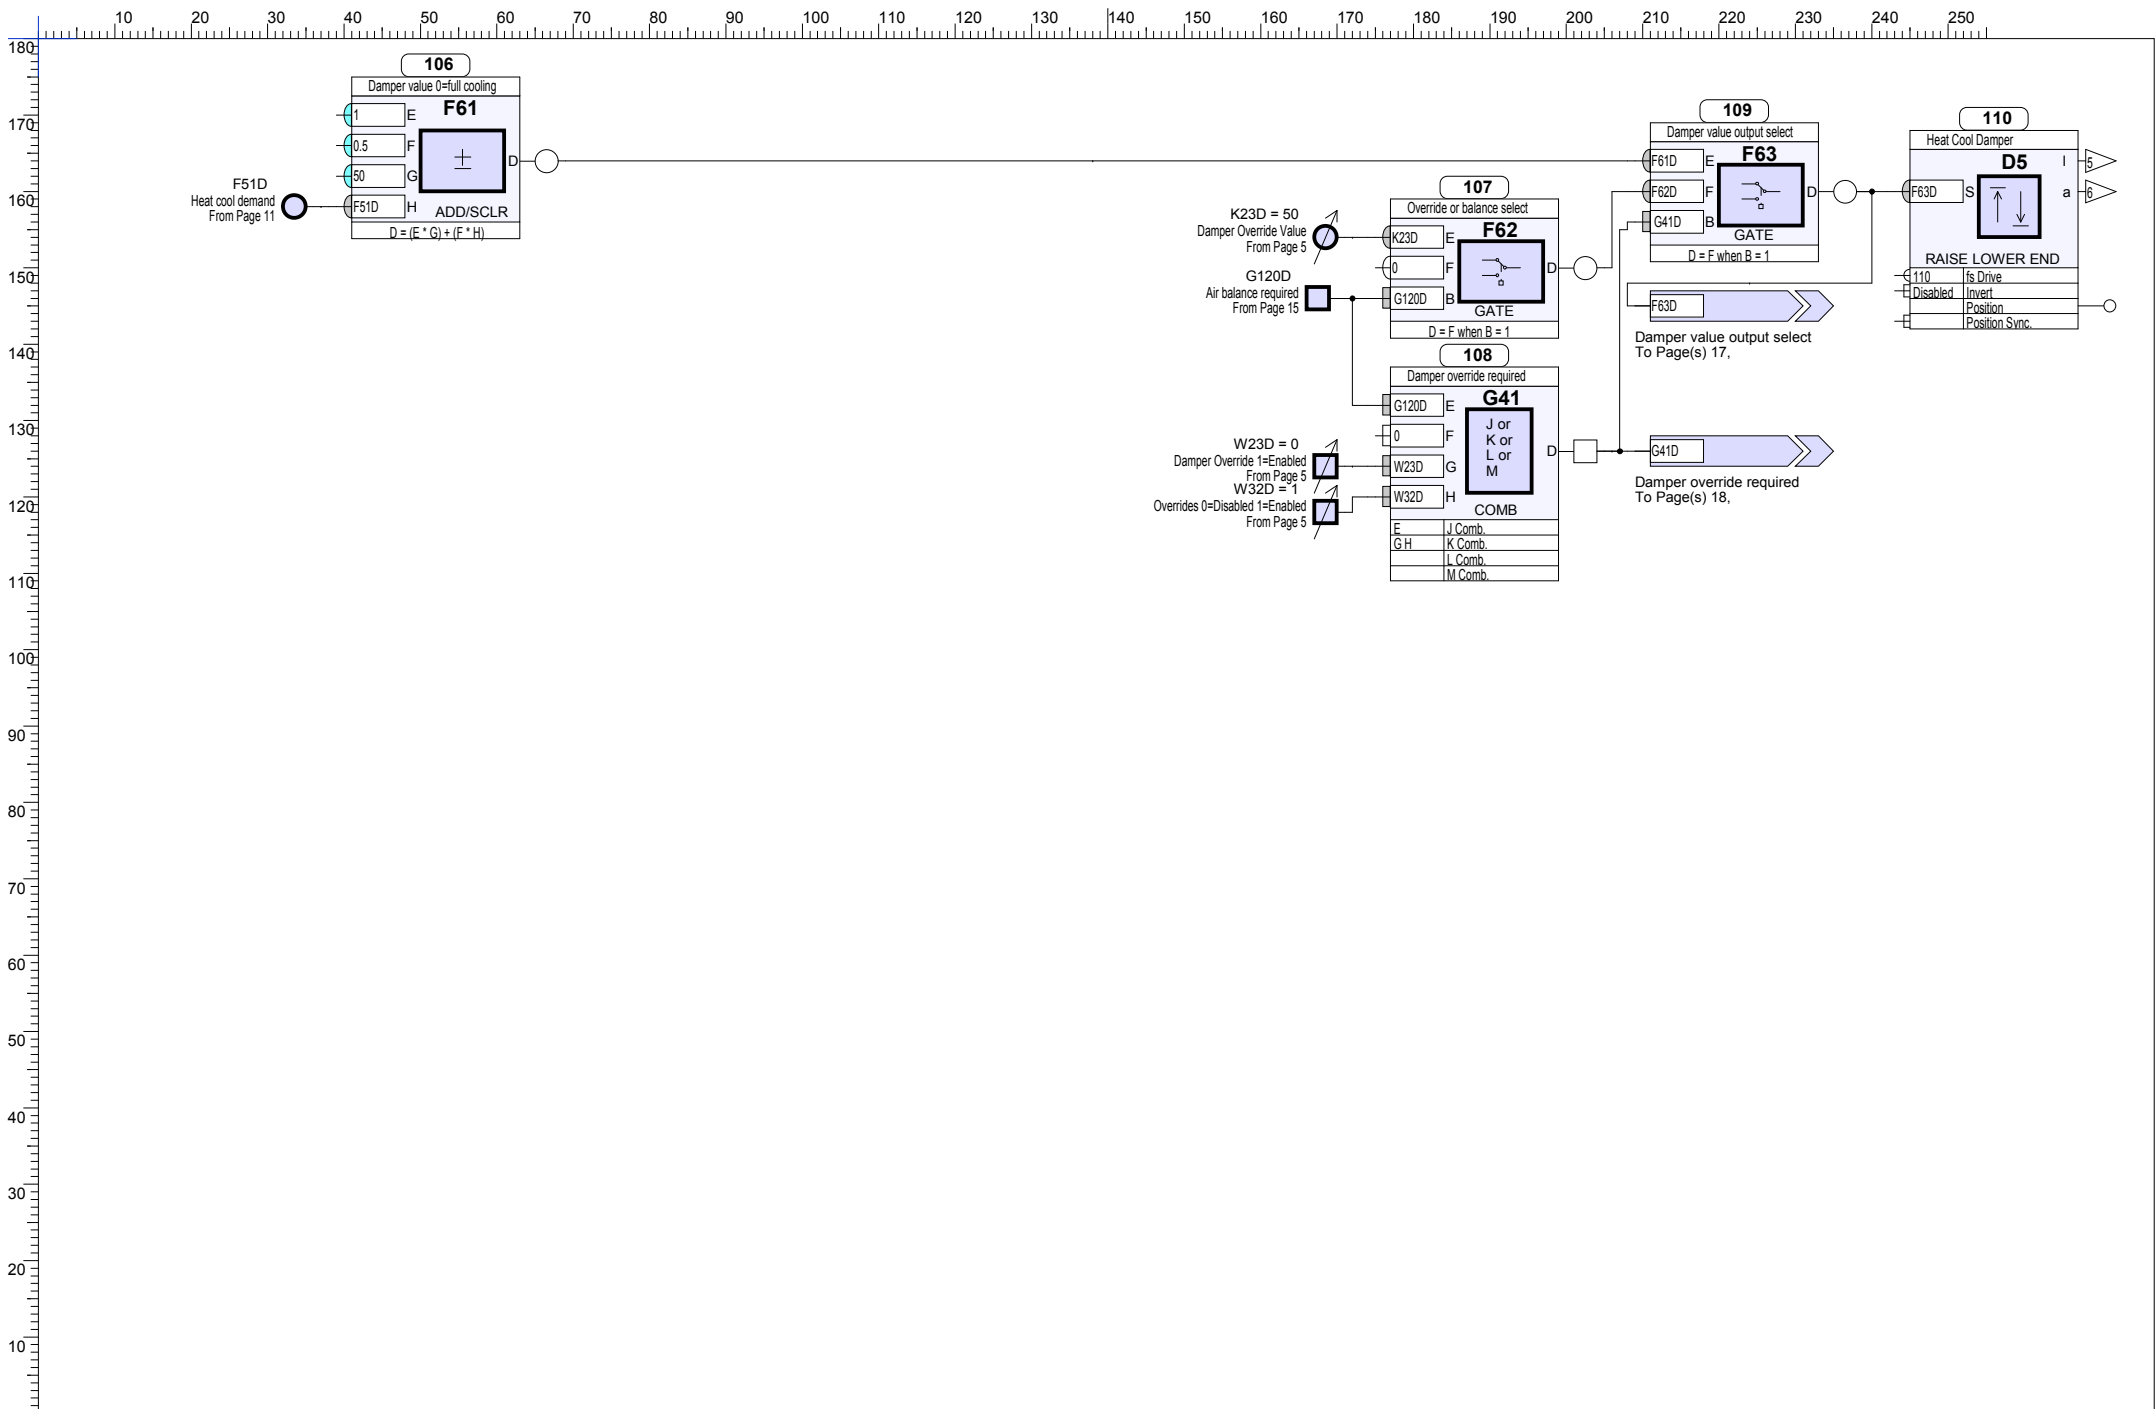 10 20 30 40 50 60 70 80 90 100 110 120 130 140 150 160 170 180 190 200 210 220 230 240 250
180
170
160
150
140
130
120
110
100
90
80
70
60
50
40
30
20
10
106
Damper value 0=full cooling
F61
1 E
0.5 F
50 G
F51D H
D
±
ADD/SCLR
D = (E * G) + (F * H)
F51D
Heat cool demand
From Page 11
107
Override or balance select
F62
K23D E
0 F
G120D B
D
GATE
D = F when B = 1
K23D = 50
Damper Override Value
From Page 5
G120D
Air balance required
From Page 15
108
Damper override required
G41
G120D E
0 F
W23D G
W32D H
J or
K or
L or
M
D
COMB
E J Comb.
G H K Comb.
L Comb.
M Comb.
W23D = 0
Damper Override 1=Enabled
From Page 5
W32D = 1
Overrides 0=Disabled 1=Enabled
From Page 5
109
Damper value output select
F63
F61D E
F62D F
G41D B
D
GATE
D = F when B = 1
F63D
Damper value output select
To Page(s) 17,
G41D
Damper override required
To Page(s) 18,
110
Heat Cool Damper
D5
F63D S
l 5
a 6
RAISE LOWER END
110 fs Drive
Disabled Invert
Position
Position Sync.